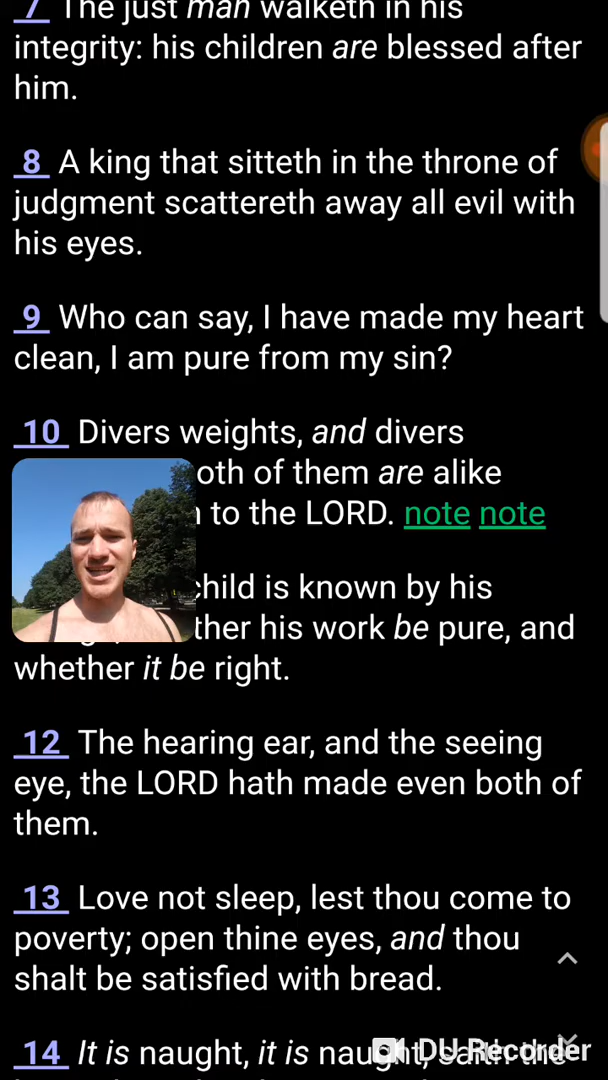 7 The just man walketh in his
integrity: his children are blessed after
him.
8 A king that sitteth in the throne of
judgment scattereth away all evil with
his eyes.
9 Who can say, I have made my heart
clean, I am pure from my sin?
10 Divers weights, and divers
oth of them are alike
to the LORD. note note
child is known by his
ther his work be pure, and
whether it be right.
12 The hearing ear, and the seeing
eye, the LORD hath made even both of
them.
13 Love not sleep, lest thou come to
poverty; open thine eyes, and thou
shalt be satisfied with bread.
14 It is naught, it is naught, saith the
DU Recorder